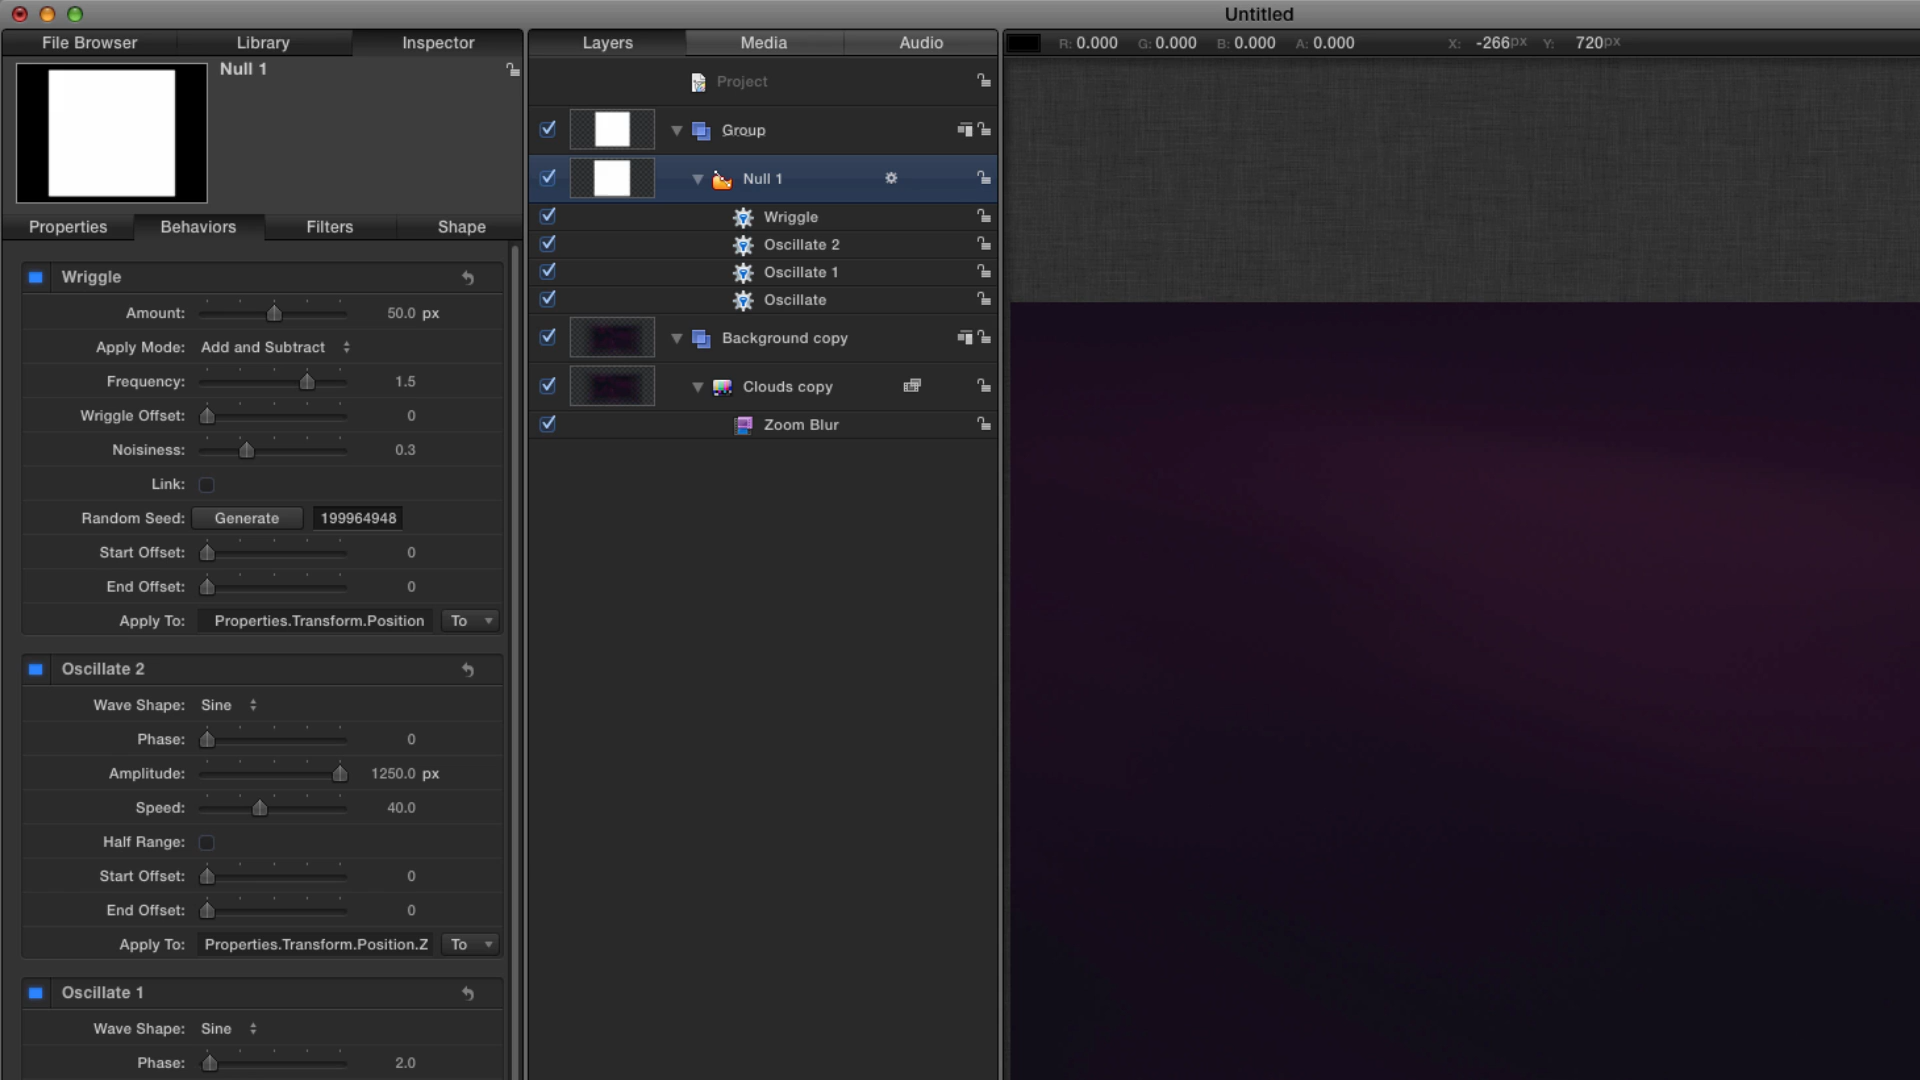 Untitled
File Browser
Library
Inspector
Null 1
Properties
Behaviors
Filters
Shape
Wriggle
Amount: 50.0 px
Apply Mode: Add and Subtract
Frequency: 1.5
Wriggle Offset: 0
Noisiness: 0.3
Link:
Random Seed: Generate 199964948
Start Offset: 0
End Offset: 0
Apply To: Properties.Transform.Position To
Oscillate 2
Wave Shape: Sine
Phase: 0
Amplitude: 1250.0 px
Speed: 40.0
Half Range:
Start Offset: 0
End Offset: 0
Apply To: Properties.Transform.Position.Z To
Oscillate 1
Wave Shape: Sine
Phase: 2.0
Layers
Media
Audio
Project
Group
Null 1
Wriggle
Oscillate 2
Oscillate 1
Oscillate
Background copy
Clouds copy
Zoom Blur
R: 0.000 G: 0.000 B: 0.000 A: 0.000 X: -266px Y: 720px